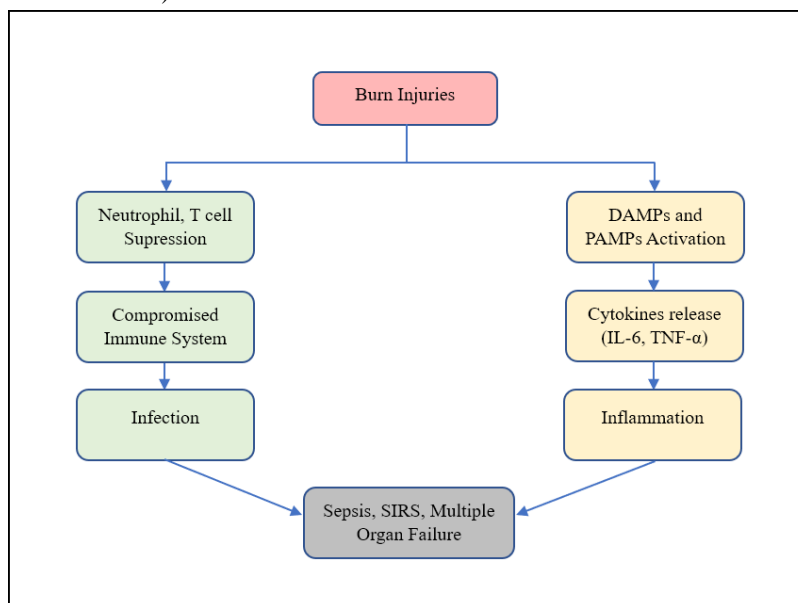 )
Burn Injuries
Neutrophil, T cell
Supression
DAMPs and
PAMPs Activation
Compromised
Immune System
Cytokines release
(IL-6, TNF-α)
Infection
Inflammation
Sepsis, SIRS, Multiple
Organ Failure